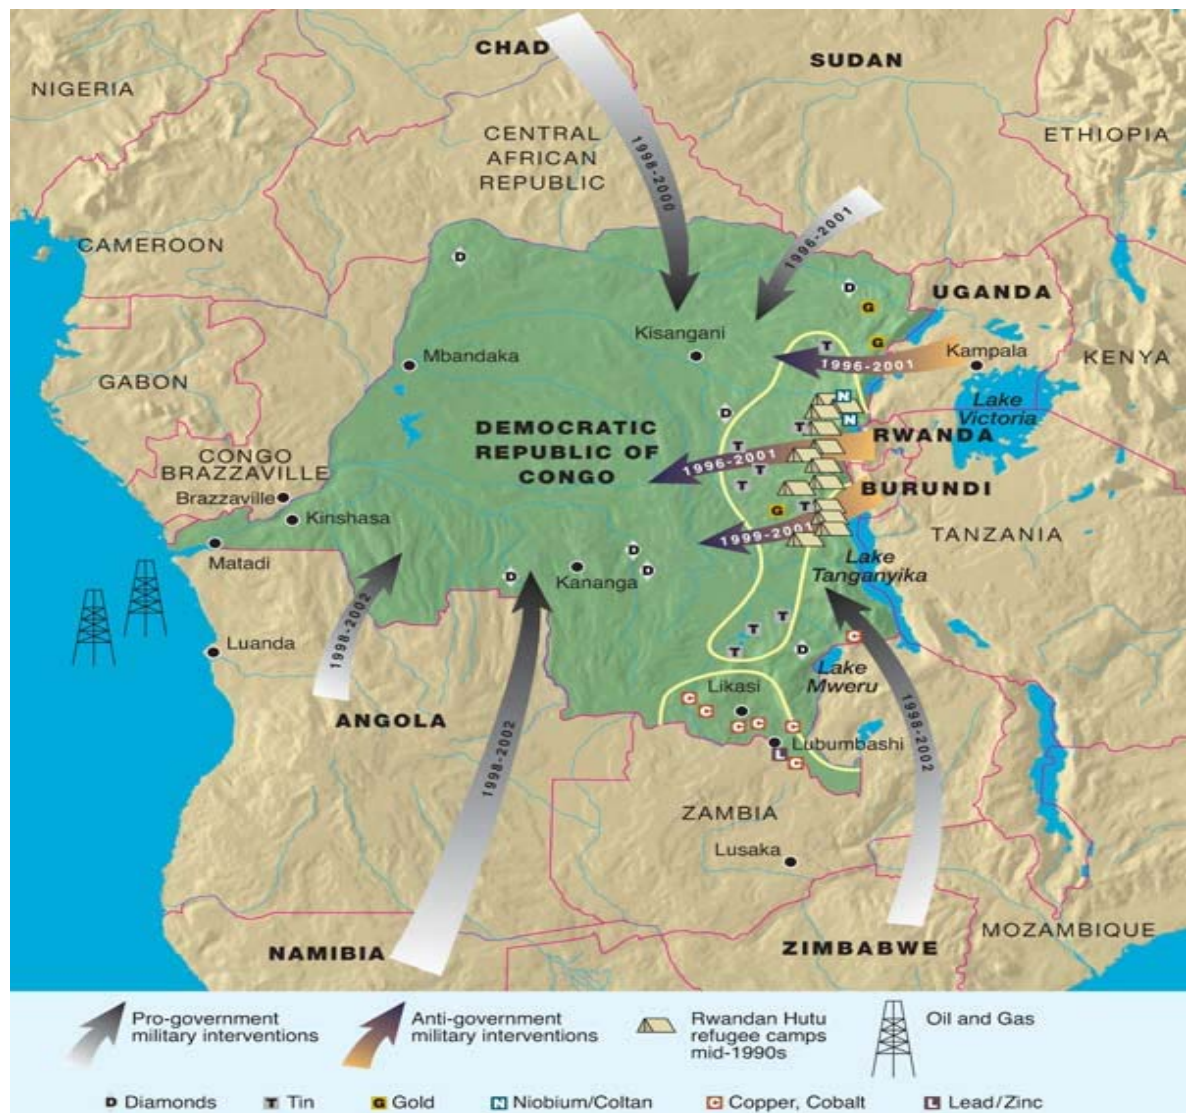 CHAD
SUDAN
NIGERIA
ETHIOPIA
CENTRAL
AFRICAN
REPUBLIC
1998-2000
1996-2001
CAMEROON
UGANDA
Kisangani
Kampala
KENYA
Mbandaka
1996-2001
GABON
Lake
Victoria
DEMOCRATIC
REPUBLIC OF
CONGO
RWANDA
1996-2001
CONGO
BRAZZAVILLE
Brazzaville
BURUNDI
Kinshasa
1999-2001
TANZANIA
Matadi
Lake
Tanganyika
Kananga
1998-2002
Luanda
Lake
Mweru
Likasi
ANGOLA
1998-2002
Lubumbashi
1998-2002
ZAMBIA
Lusaka
NAMIBIA
ZIMBABWE
MOZAMBIQUE
D
D
G
G
T
N
N
D
T
T
T
T
G
T
D
D
D
T
T
T
D
C
C
C
C
C
C
L
C
Pro-government
military interventions
Anti-government
military interventions
Rwandan Hutu
refugee camps
mid-1990s
Oil and Gas
D Diamonds
T Tin
G Gold
N Niobium/Coltan
C Copper, Cobalt
L Lead/Zinc